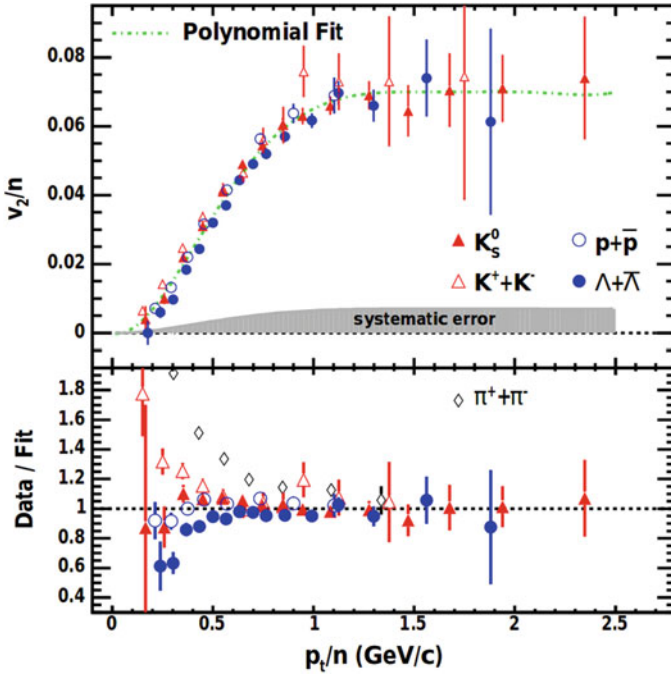 Polynomial Fit
0.08
0.06
0.04
0.02
0
v₂/n
K⁰_S
p+p̅
K⁺+K⁻
Λ+Λ̅
systematic error
1.8
1.6
1.4
1.2
1
0.8
0.6
0.4
Data / Fit
π⁺+π⁻
0 0.5 1 1.5 2 2.5
pₜ/n (GeV/c)